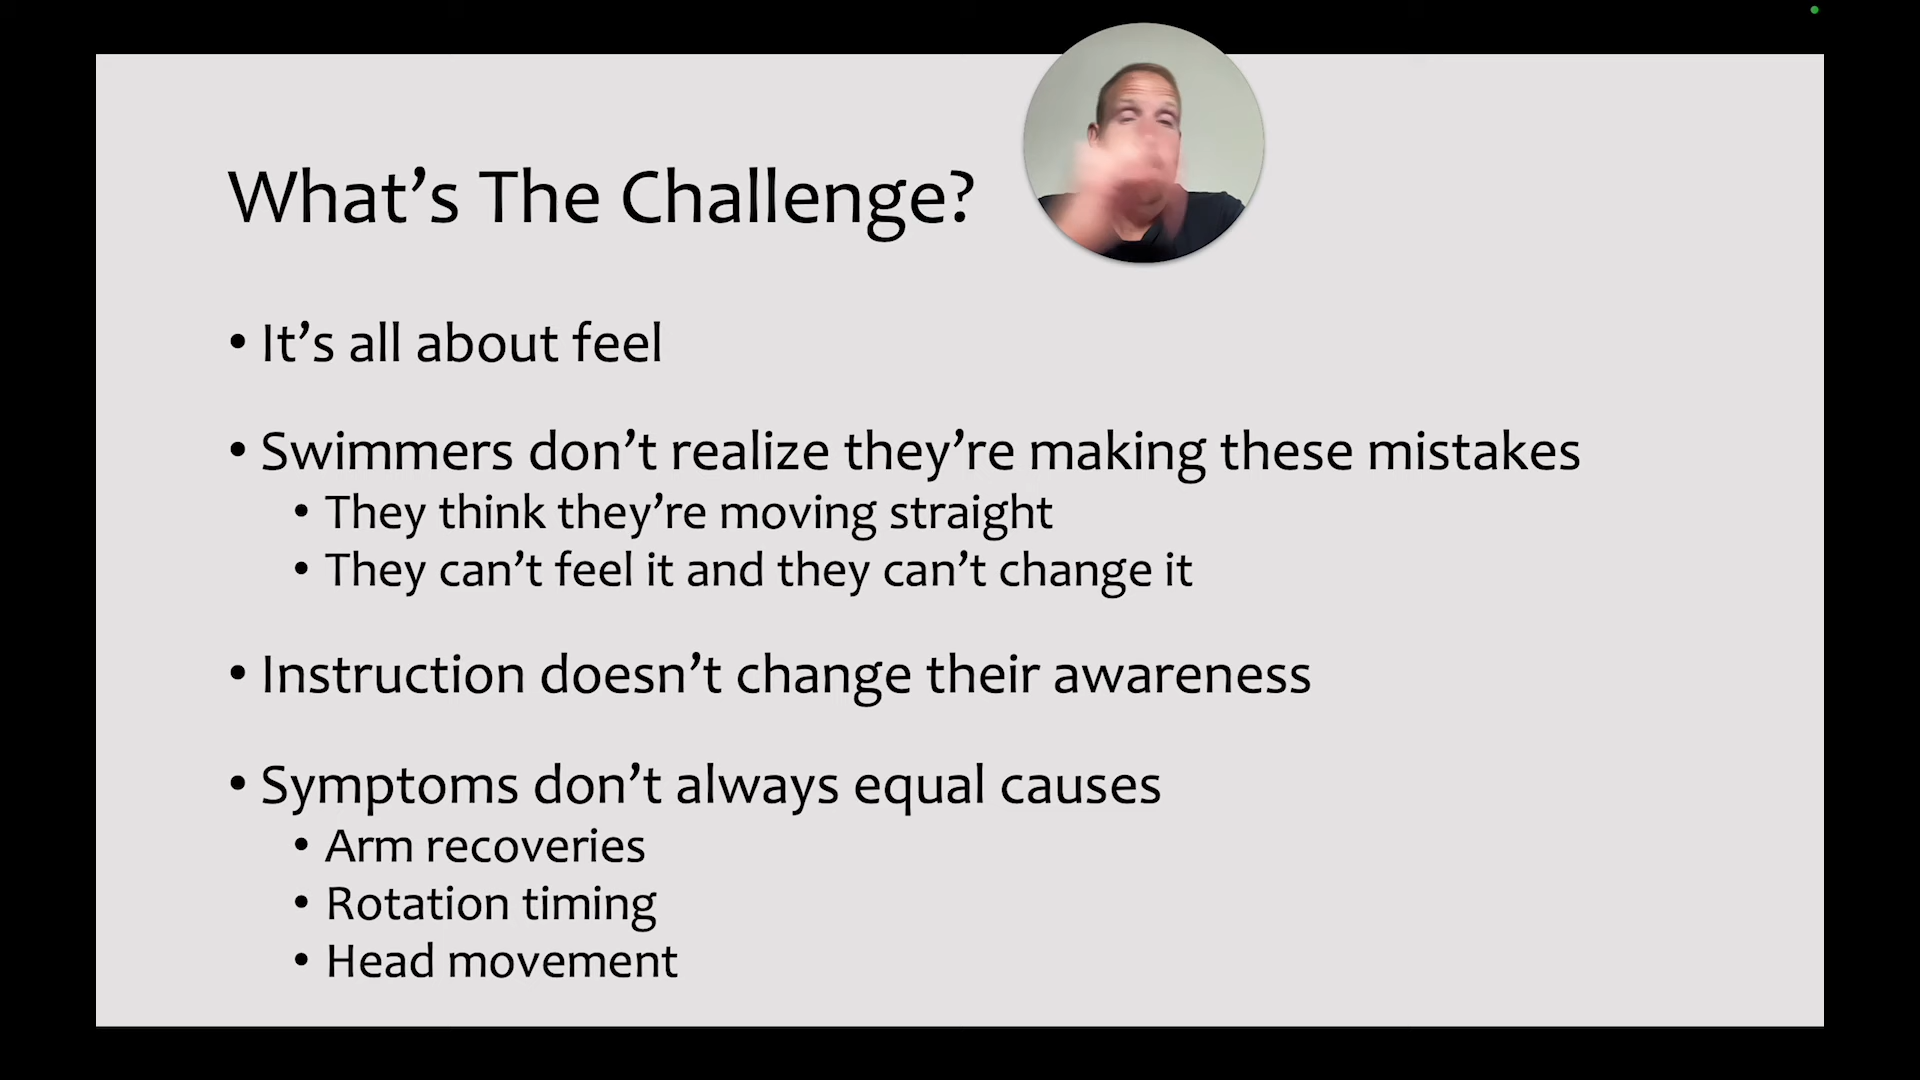 What’s The Challenge?
• It’s all about feel
• Swimmers don’t realize they’re making these mistakes
• They think they’re moving straight
• They can’t feel it and they can’t change it
• Instruction doesn’t change their awareness
• Symptoms don’t always equal causes
• Arm recoveries
• Rotation timing
• Head movement